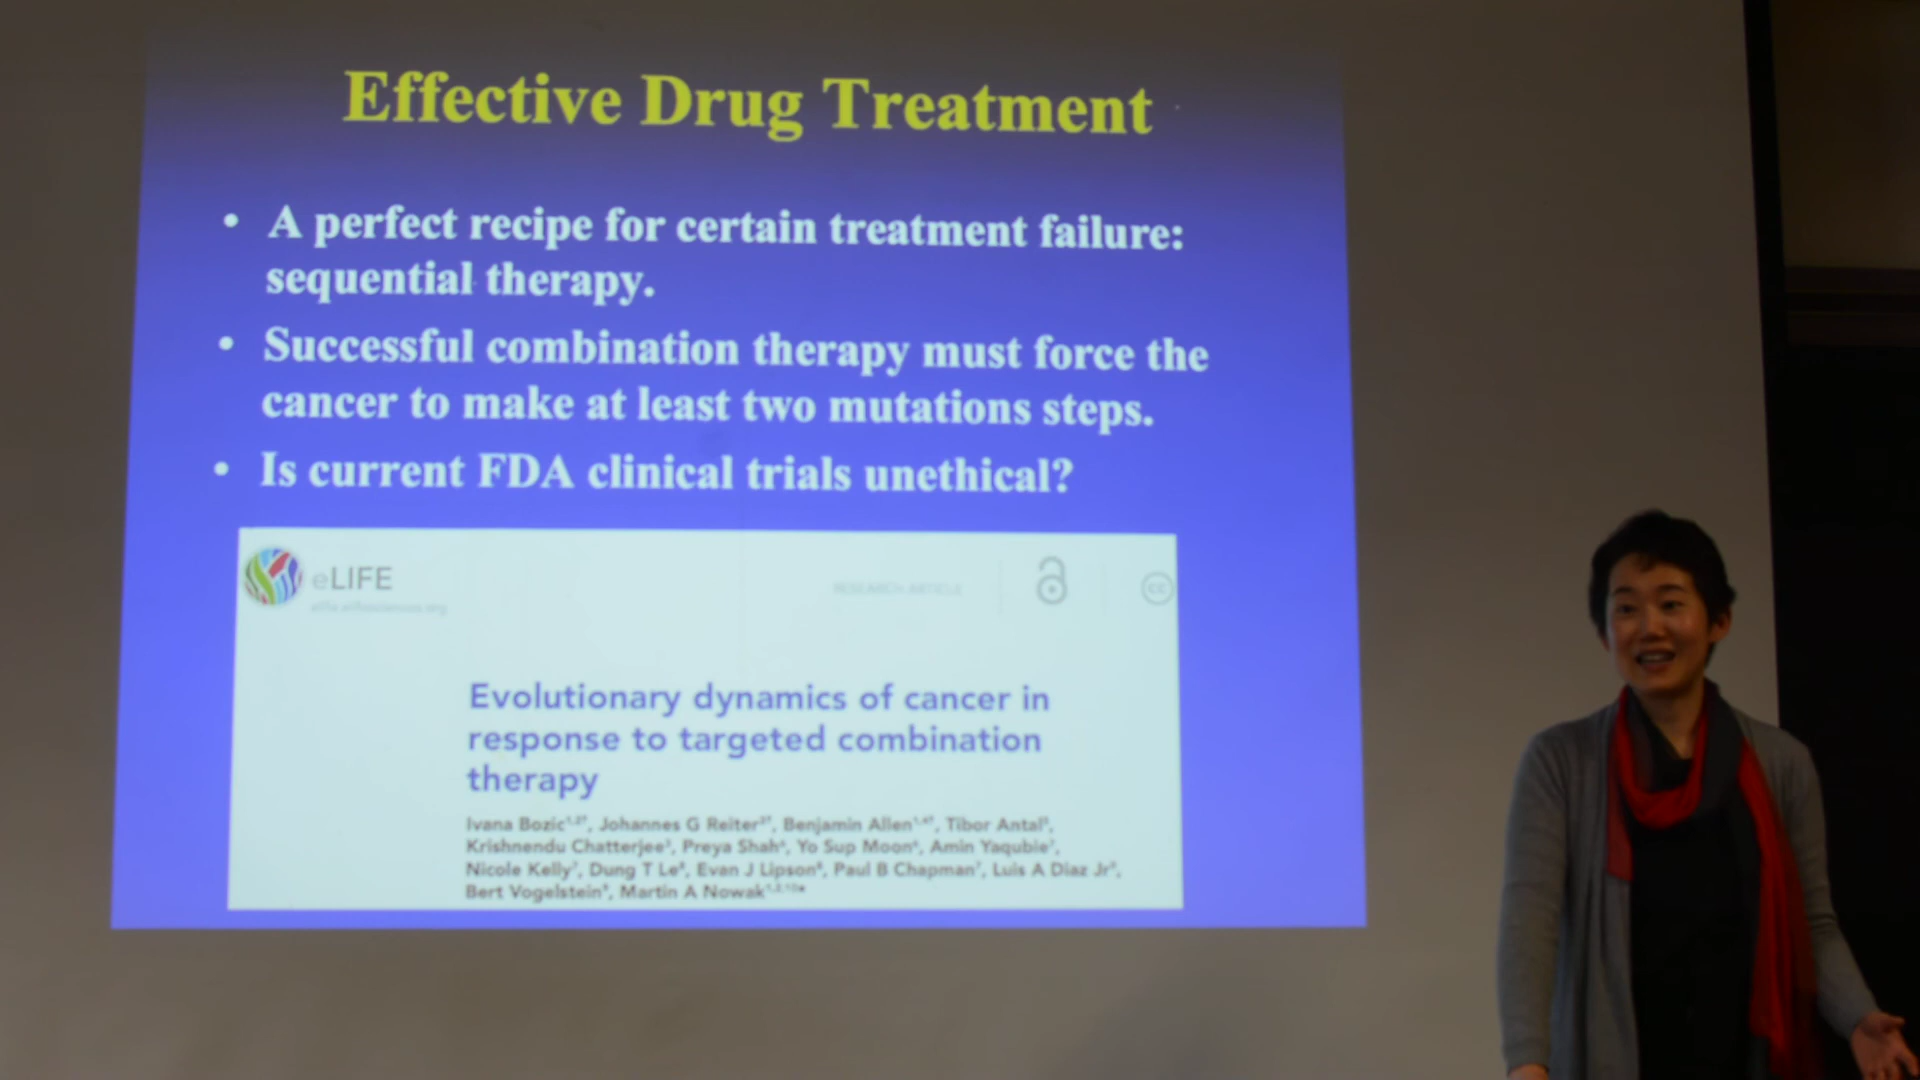 Effective Drug Treatment
• A perfect recipe for certain treatment failure:
sequential therapy.
• Successful combination therapy must force the
cancer to make at least two mutations steps.
• Is current FDA clinical trials unethical?
eLIFE
RESEARCH ARTICLE
cc
Evolutionary dynamics of cancer in
response to targeted combination
therapy
Ivana Bozic, Johannes G Reiter, Benjamin Allen, Tibor Antal,
Krishnendu Chatterjee, Preya Shah, Yo Sup Moon, Amin Yaqubie,
Nicole Kelly, Dung T Le, Evan J Lipson, Paul B Chapman, Luis A Diaz Jr,
Bert Vogelstein, Martin A Nowak